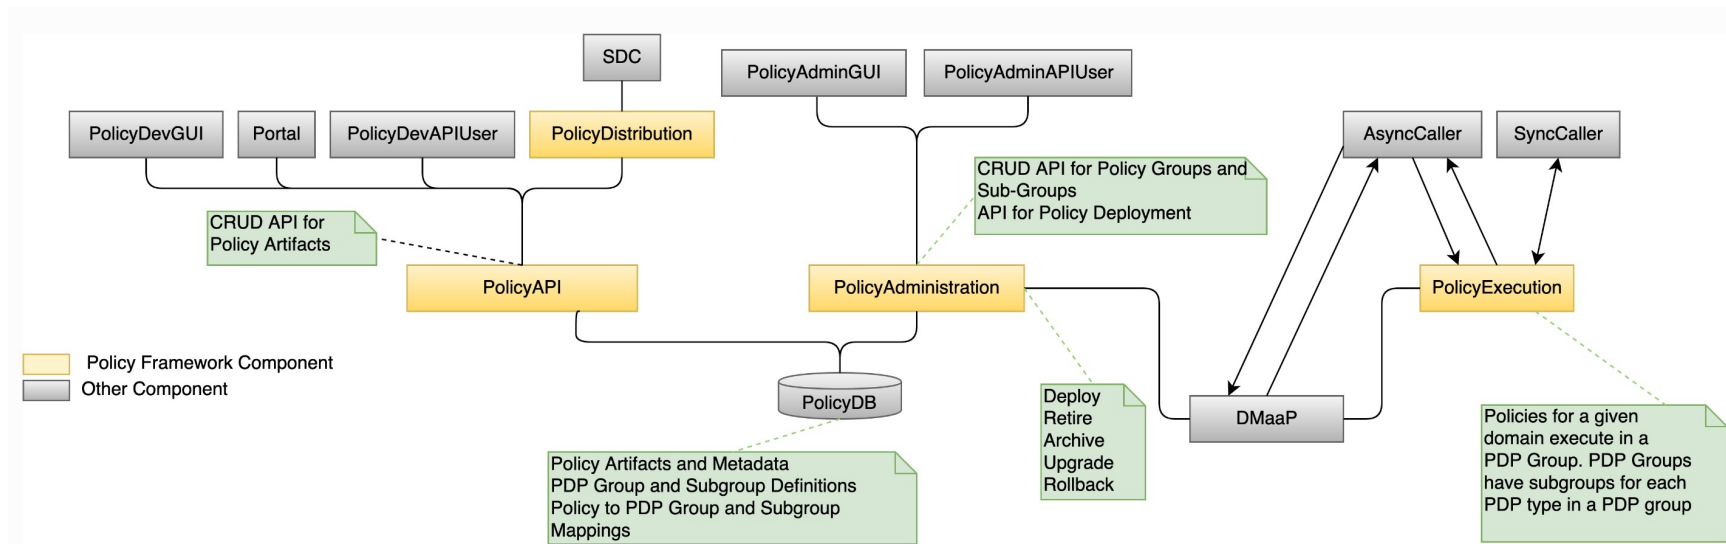 SDC
PolicyAdminGUI
PolicyAdminAPIUser
PolicyDevGUI
Portal
PolicyDevAPIUser
PolicyDistribution
AsyncCaller
SyncCaller
CRUD API for Policy Groups and
Sub-Groups
API for Policy Deployment
CRUD API for
Policy Artifacts
PolicyAPI
PolicyAdministration
PolicyExecution
Policy Framework Component
Other Component
PolicyDB
Deploy
Retire
Archive
Upgrade
Rollback
DMaaP
Policies for a given
domain execute in a
PDP Group. PDP Groups
have subgroups for each
PDP type in a PDP group
Policy Artifacts and Metadata
PDP Group and Subgroup Definitions
Policy to PDP Group and Subgroup
Mappings